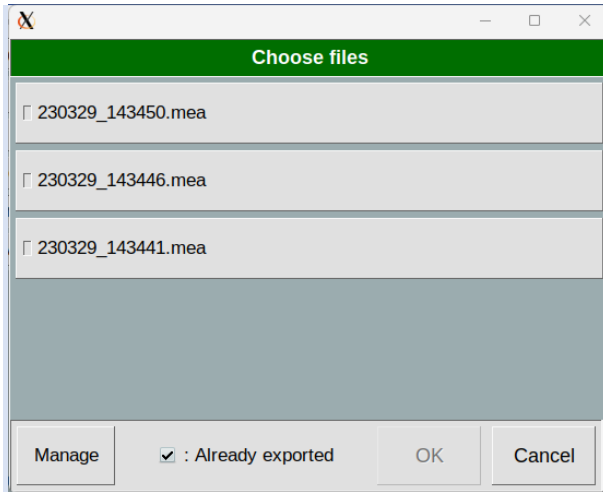 Choose files
230329_143450.mea
230329_143446.mea
230329_143441.mea
Manage : Already exported OK Cancel